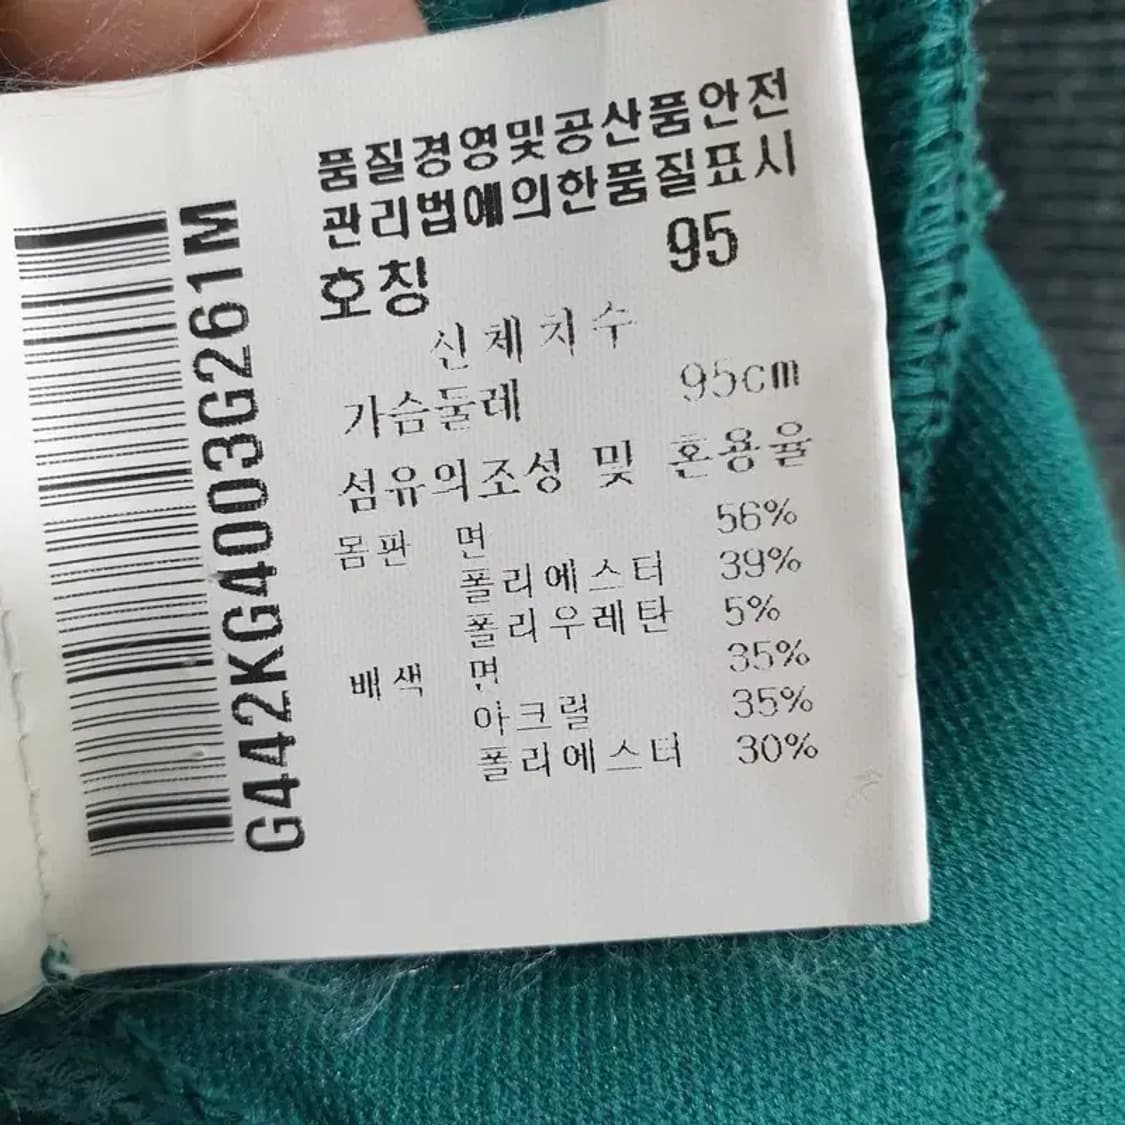 품질경영및공산품안전
관리법에의한품질표시
호칭 95
신체치수
가슴둘레 95cm
섬유의조성 및 혼용율
몸판 면 56%
폴리에스터 39%
폴리우레탄 5%
배색 면 35%
아크릴 35%
폴리에스터 30%
G442KG4003G261M